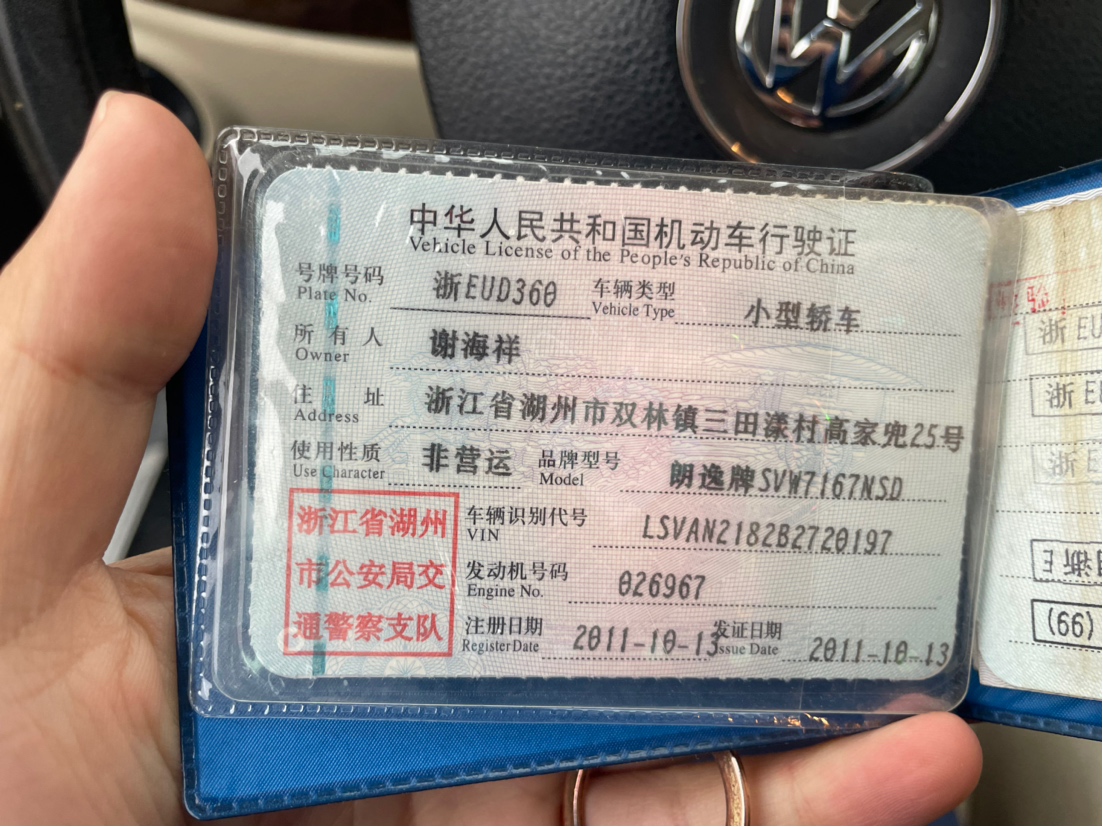 中华人民共和国机动车行驶证
Vehicle License of the People's Republic of China
号牌号码 浙EUD360 车辆类型 小型轿车
Plate No. Vehicle Type
所有人 谢海祥
Owner
住址 浙江省湖州市双林镇三田漾村高家兜25号
Address
使用性质 非营运 品牌型号 朗逸牌SVW7167NSD
Use Character Model
浙江省湖州
市公安局交
通警察支队
车辆识别代号 LSVAN2182B2720197
VIN
发动机号码 026967
Engine No.
注册日期 2011-10-13 发证日期 2011-10-13
Register Date Issue Date
浙 EU
浙 E
浙 E
(99)